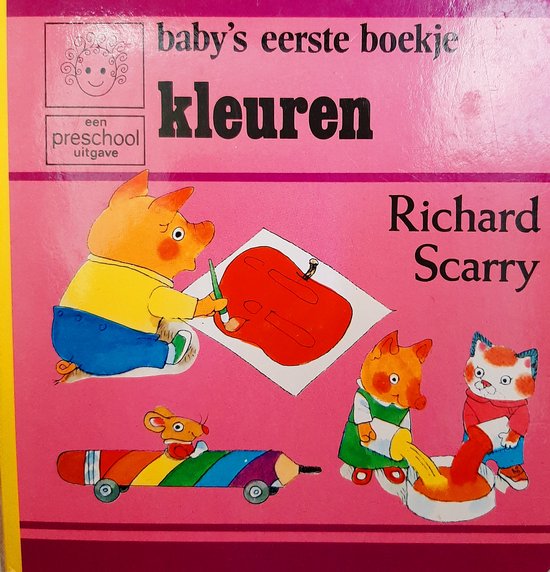 baby's eerste boekje
kleuren
een
preschool
uitgave
Richard
Scarry